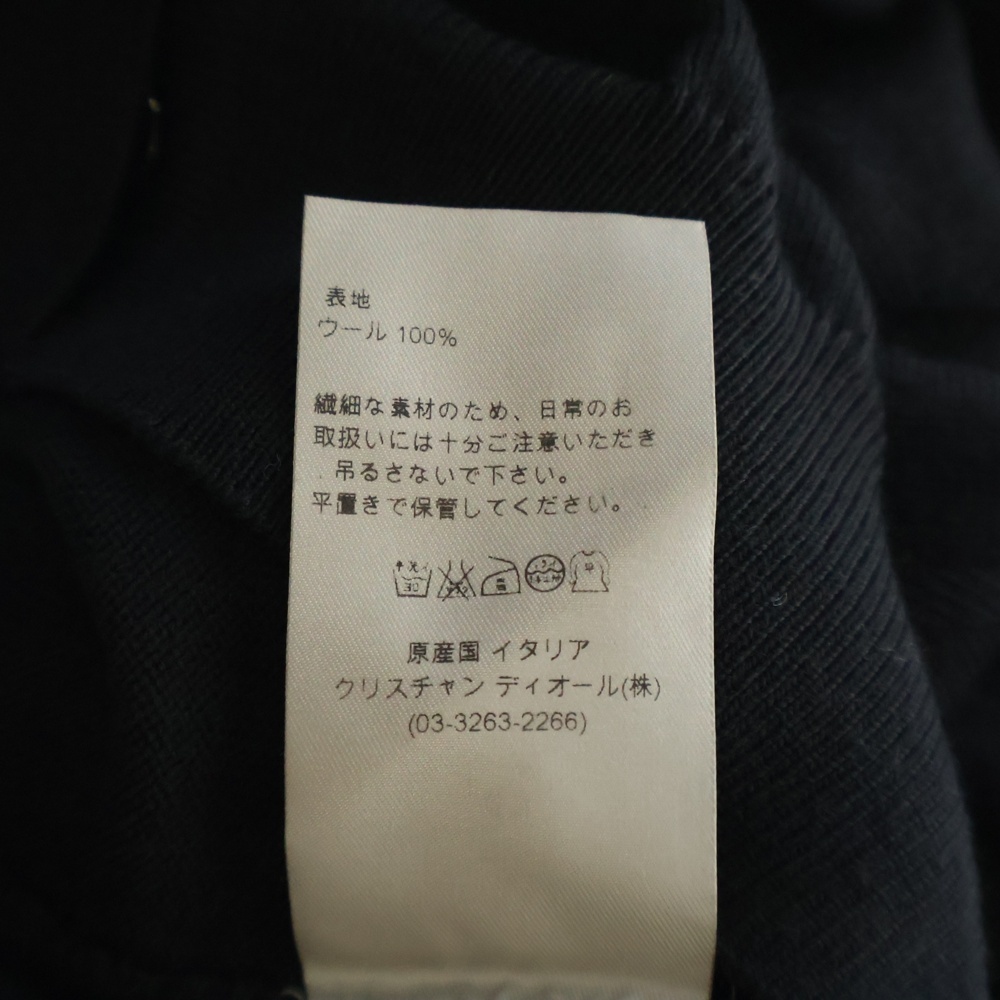 表地
ウール 100%
繊細な素材のため、日常のお
取扱いには十分ご注意いただき
吊るさないで下さい。
平置きで保管してください。
原産国 イタリア
クリスチャン ディオール(株)
(03-3263-2266)